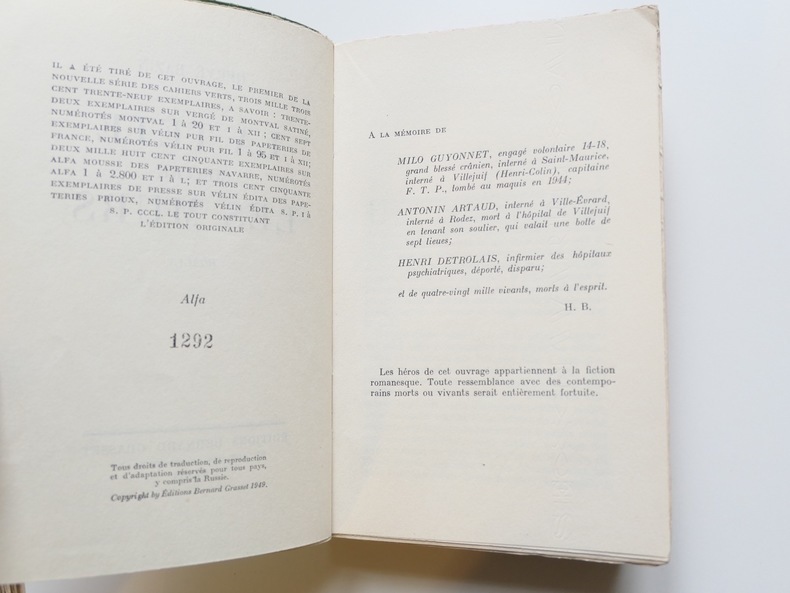 IL A ÉTÉ TIRÉ DE CET OUVRAGE, LE PREMIER DE LA
NOUVELLE SÉRIE DES CAHIERS VERTS, TROIS MILLE TROIS
CENT TRENTE-NEUF EXEMPLAIRES, A SAVOIR : TRENTE-
DEUX EXEMPLAIRES SUR VERGÉ DE MONTVAL SATINÉ,
NUMÉROTÉS MONTVAL 1 à 20 ET I à XII ; CENT SEPT
EXEMPLAIRES SUR VÉLIN PUR FIL DES PAPETERIES DE
FRANCE, NUMÉROTÉS VÉLIN PUR FIL 1 à 95 ET I à XII;
DEUX MILLE HUIT CENT CINQUANTE EXEMPLAIRES SUR
ALFA MOUSSE DES PAPETERIES NAVARRE, NUMÉROTÉS
ALFA 1 à 2.800 ET I à L; ET TROIS CENT CINQUANTE
EXEMPLAIRES DE PRESSE SUR VÉLIN ÉDITA DES PAPE-
TERIES PRIOUX, NUMÉROTÉS VÉLIN ÉDITA S. P. I à
S. P. CCCL. LE TOUT CONSTITUANT
L'ÉDITION ORIGINALE
Alfa
1292
Tous droits de traduction, de reproduction
et d'adaptation réservés pour tous pays,
y compris la Russie.
Copyright by Éditions Bernard Grasset 1949.
A LA MÉMOIRE DE
MILO GUYONNET, engagé volontaire 14-18,
grand blessé crânien, interné à Saint-Maurice,
interné à Villejuif (Henri-Colin), capitaine
F. T. P., tombé au maquis en 1944;
ANTONIN ARTAUD, interné à Ville-Évrard,
interné à Rodez, mort à l'hôpital de Villejuif
en tenant son soulier, qui valait une botte de
sept lieues;
HENRI DETROLAIS, infirmier des hôpitaux
psychiatriques, déporté, disparu;
et de quatre-vingt mille vivants, morts à l'esprit.
H. B.
Les héros de cet ouvrage appartiennent à la fiction
romanesque. Toute ressemblance avec des contempo-
rains morts ou vivants serait entièrement fortuite.